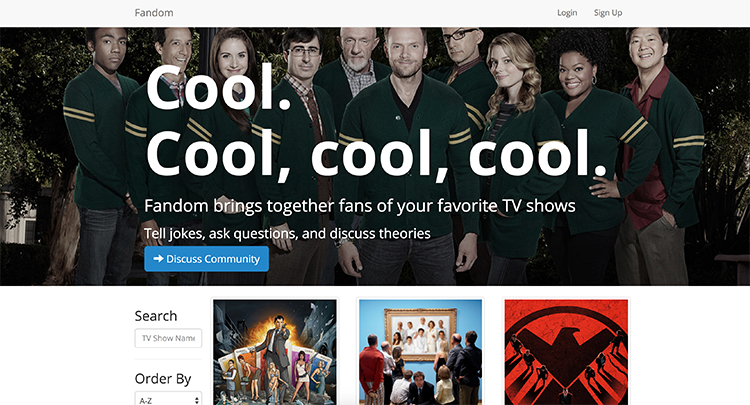 Fandom
Login
Sign Up
Cool.
Cool, cool, cool.
Fandom brings together fans of your favorite TV shows
Tell jokes, ask questions, and discuss theories
Discuss Community
Search
TV Show Name
Order By
A-Z